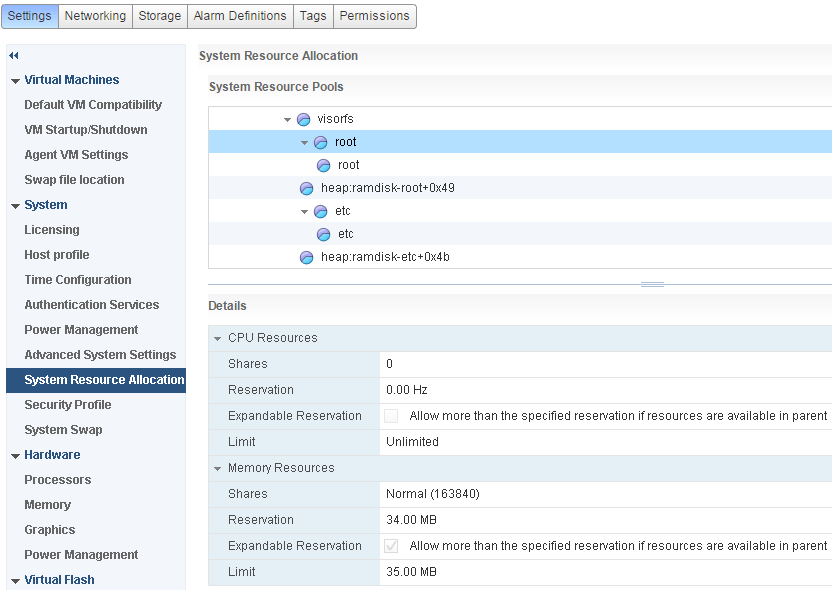 Settings Networking Storage Alarm Definitions Tags Permissions
Virtual Machines
Default VM Compatibility
VM Startup/Shutdown
Agent VM Settings
Swap file location
System
Licensing
Host profile
Time Configuration
Authentication Services
Power Management
Advanced System Settings
System Resource Allocation
Security Profile
System Swap
Hardware
Processors
Memory
Graphics
Power Management
Virtual Flash
System Resource Allocation
System Resource Pools
visorfs
root
root
heap:ramdisk-root+0x49
etc
etc
heap:ramdisk-etc+0x4b
Details
CPU Resources
Shares 0
Reservation 0.00 Hz
Expandable Reservation Allow more than the specified reservation if resources are available in parent
Limit Unlimited
Memory Resources
Shares Normal (163840)
Reservation 34.00 MB
Expandable Reservation Allow more than the specified reservation if resources are available in parent
Limit 35.00 MB